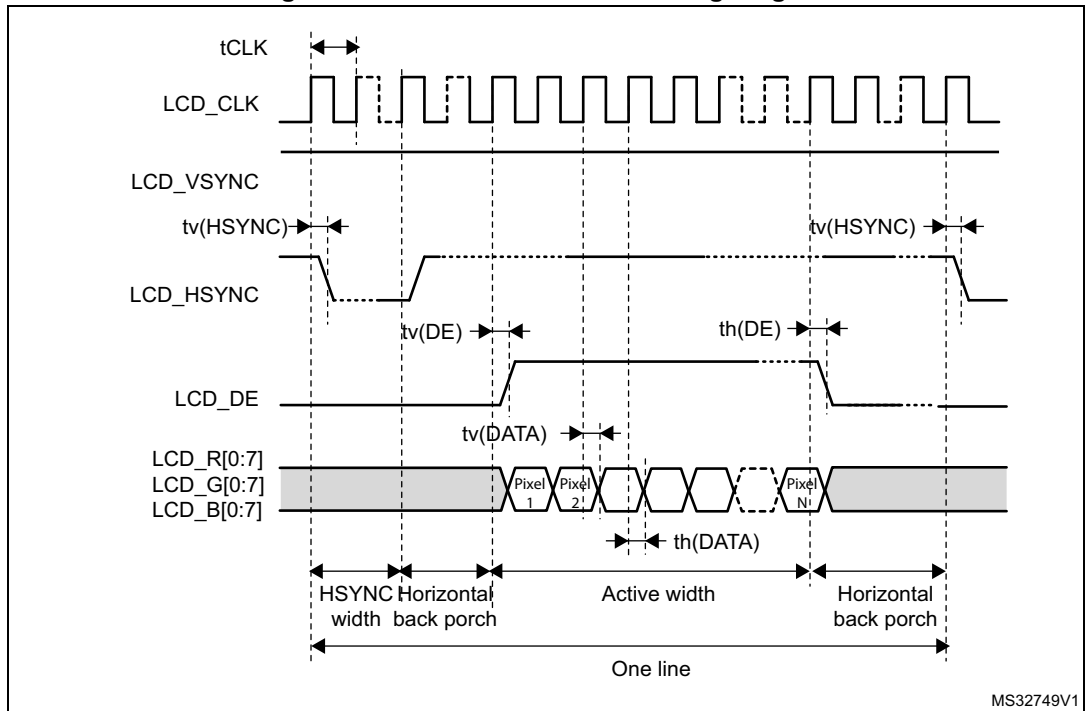 tCLK
LCD_CLK
LCD_VSYNC
tv(HSYNC)
tv(HSYNC)
LCD_HSYNC
tv(DE)
th(DE)
LCD_DE
tv(DATA)
LCD_R[0:7]
LCD_G[0:7]
LCD_B[0:7]
Pixel 1
Pixel 2
Pixel N
th(DATA)
HSYNC width
Horizontal back porch
Active width
Horizontal back porch
One line
MS32749V1